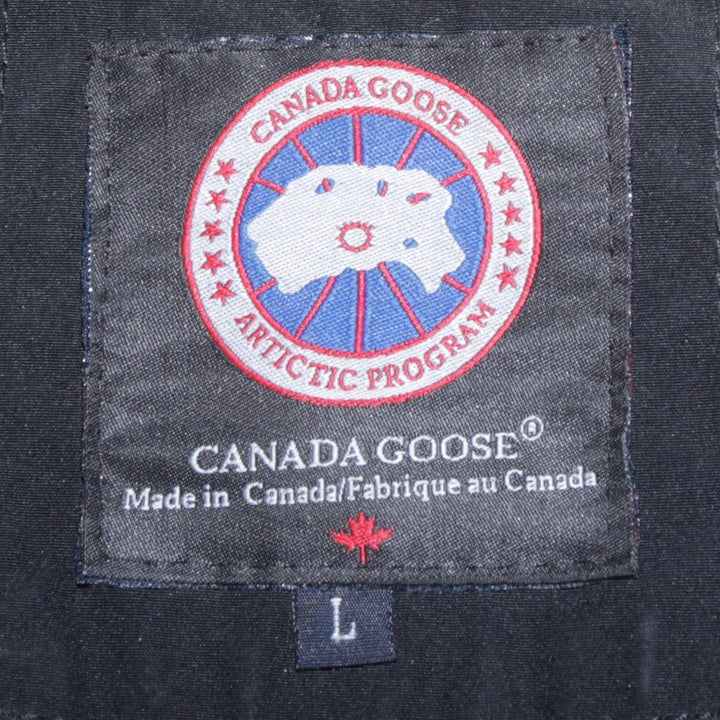 CANADA GOOSE
ARTICTIC PROGRAM
CANADA GOOSE®
Made in Canada/Fabrique au Canada
L